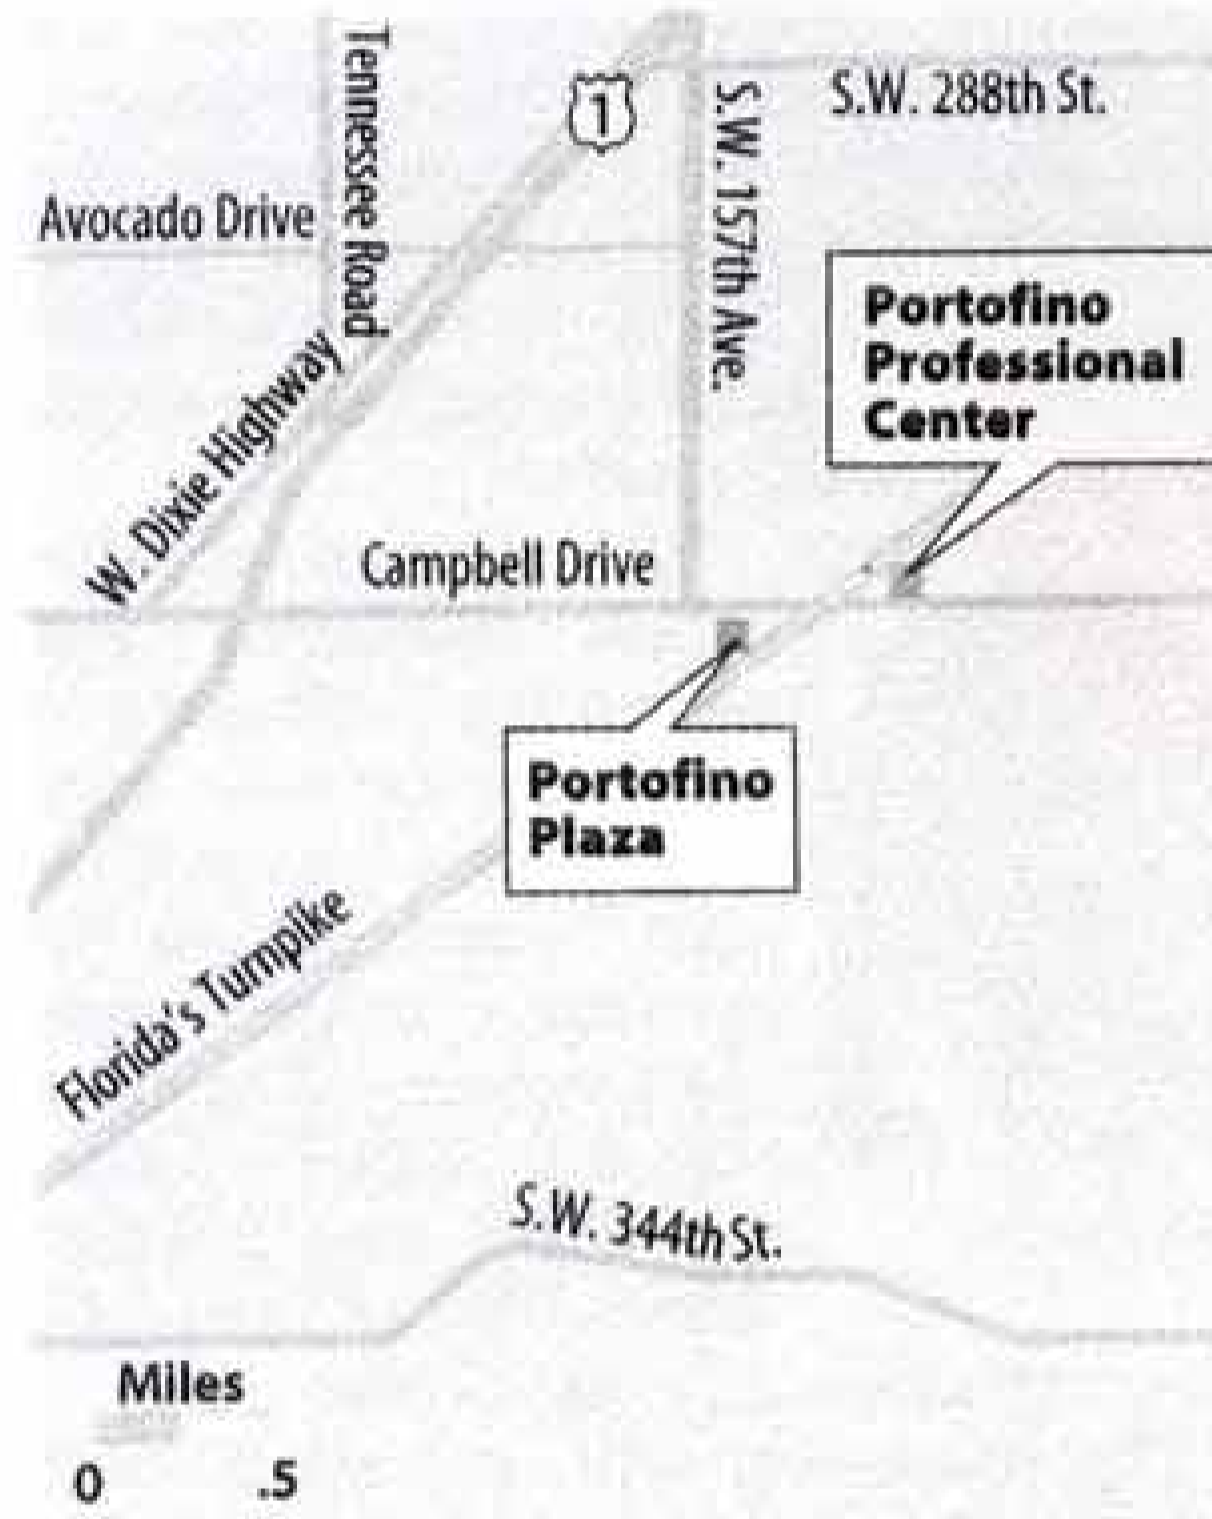 Tennessee Road
1
S.W. 288th St.
S.W. 157th Ave.
Avocado Drive
Portofino
Professional
Center
W. Dixie Highway
Campbell Drive
Portofino
Plaza
Florida's Turnpike
S.W. 344th St.
Miles
0 .5